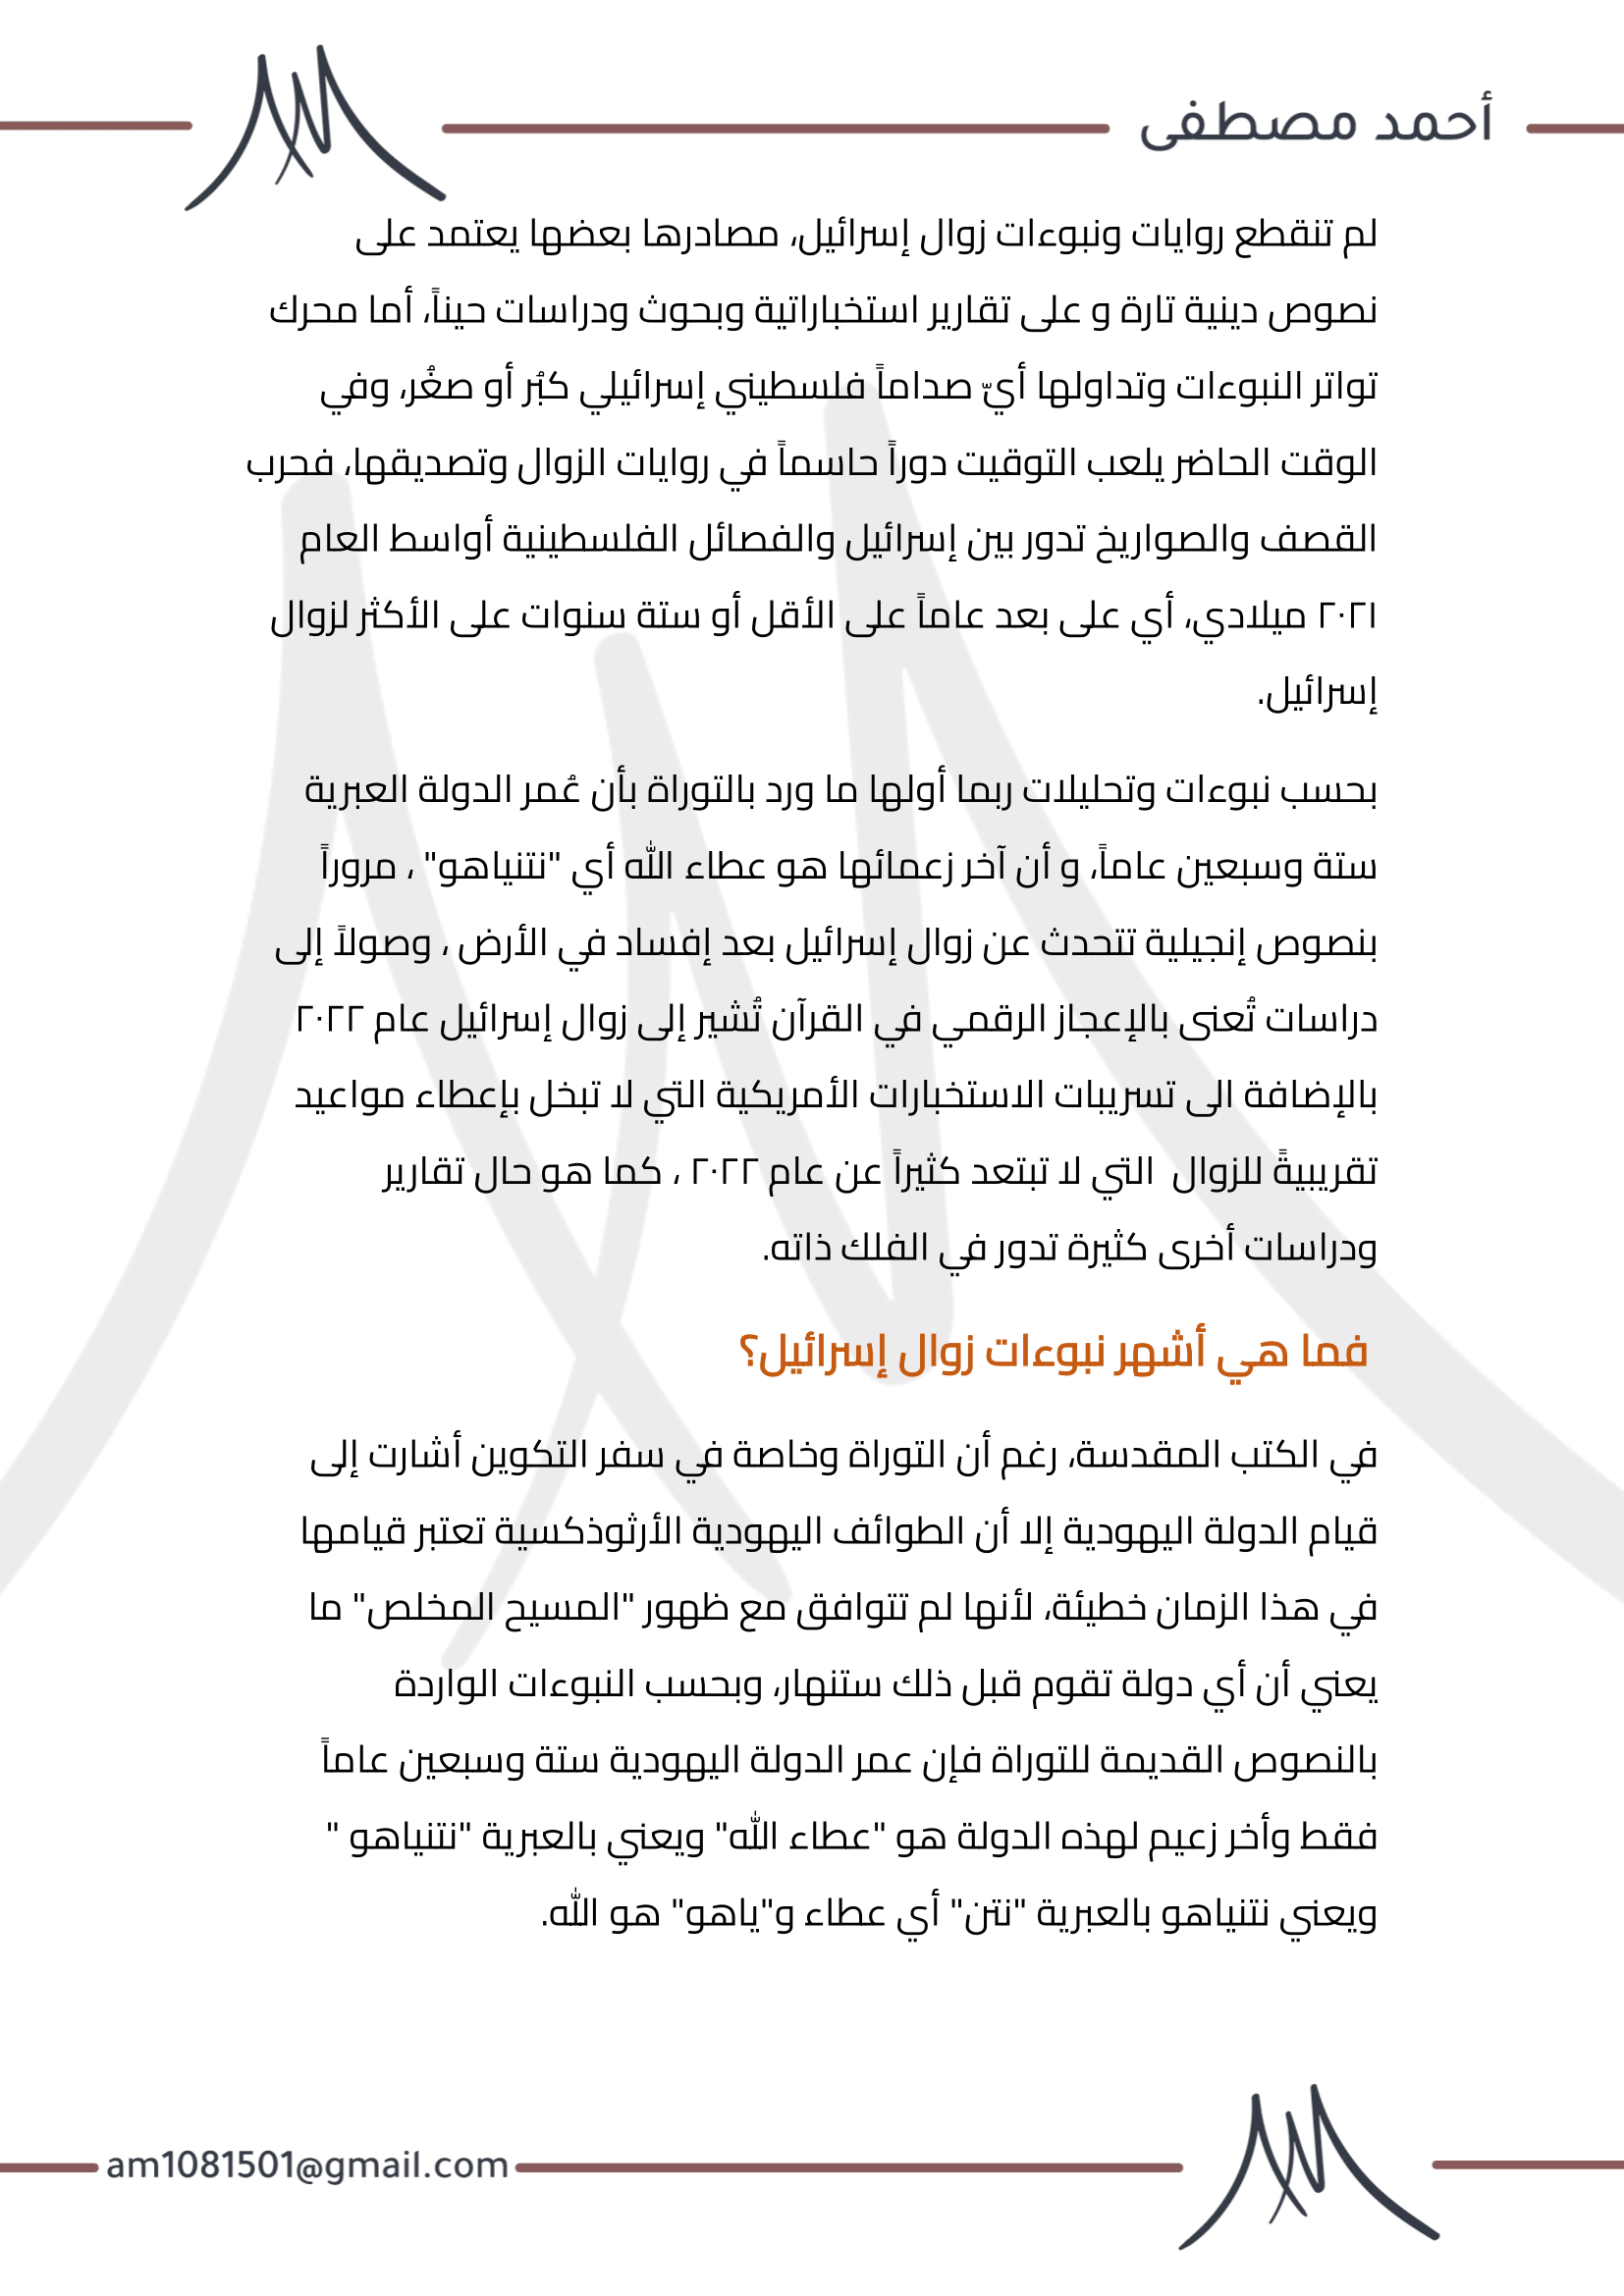 أحمد مصطفى
لم تنقطع روايات ونبوءات زوال إسرائيل، مصادرها بعضها يعتمد على
نصوص دينية تارة و على تقارير استخباراتية وبحوث ودراسات حيناً، أما محرك
تواتر النبوءات وتداولها أيّ صداماً فلسطيني إسرائيلي كبُر أو صغُر، وفي
الوقت الحاضر يلعب التوقيت دوراً حاسماً في روايات الزوال وتصديقها، فحرب
القصف والصواريخ تدور بين إسرائيل والفصائل الفلسطينية أواسط العام
٢٠٢١ ميلادي، أي على بعد عاماً على الأقل أو ستة سنوات على الأكثر لزوال
إسرائيل.
بحسب نبوءات وتحليلات ربما أولها ما ورد بالتوراة بأن عُمر الدولة العبرية
ستة وسبعين عاماً، و أن آخر زعمائها هو عطاء الله أي "نتنياهو" ، مروراً
بنصوص إنجيلية تتحدث عن زوال إسرائيل بعد إفساد في الأرض ، وصولاً إلى
دراسات تُعنى بالإعجاز الرقمي في القرآن تُشير إلى زوال إسرائيل عام ٢٠٢٢
بالإضافة الى تسريبات الاستخبارات الأمريكية التي لا تبخل بإعطاء مواعيد
تقريبيةً للزوال التي لا تبتعد كثيراً عن عام ٢٠٢٢ ، كما هو حال تقارير
ودراسات أخرى كثيرة تدور في الفلك ذاته.
فما هي أشهر نبوءات زوال إسرائيل؟
في الكتب المقدسة، رغم أن التوراة وخاصة في سفر التكوين أشارت إلى
قيام الدولة اليهودية إلا أن الطوائف اليهودية الأرثوذكسية تعتبر قيامها
في هذا الزمان خطيئة، لأنها لم تتوافق مع ظهور "المسيح المخلص" ما
يعني أن أي دولة تقوم قبل ذلك ستنهار، وبحسب النبوءات الواردة
بالنصوص القديمة للتوراة فإن عمر الدولة اليهودية ستة وسبعين عاماً
فقط وأخر زعيم لهذه الدولة هو "عطاء الله" ويعني بالعبرية "نتنياهو "
ويعني نتنياهو بالعبرية "نتن" أي عطاء و"ياهو" هو الله.
am1081501@gmail.com